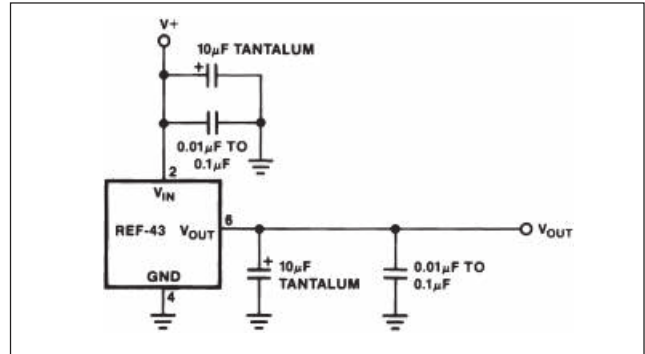 V+
10μF TANTALUM
+
0.01μF TO
0.1μF
2
VIN
REF-43 VOUT
6
VOUT
GND
4
+
10μF
TANTALUM
0.01μF TO
0.1μF